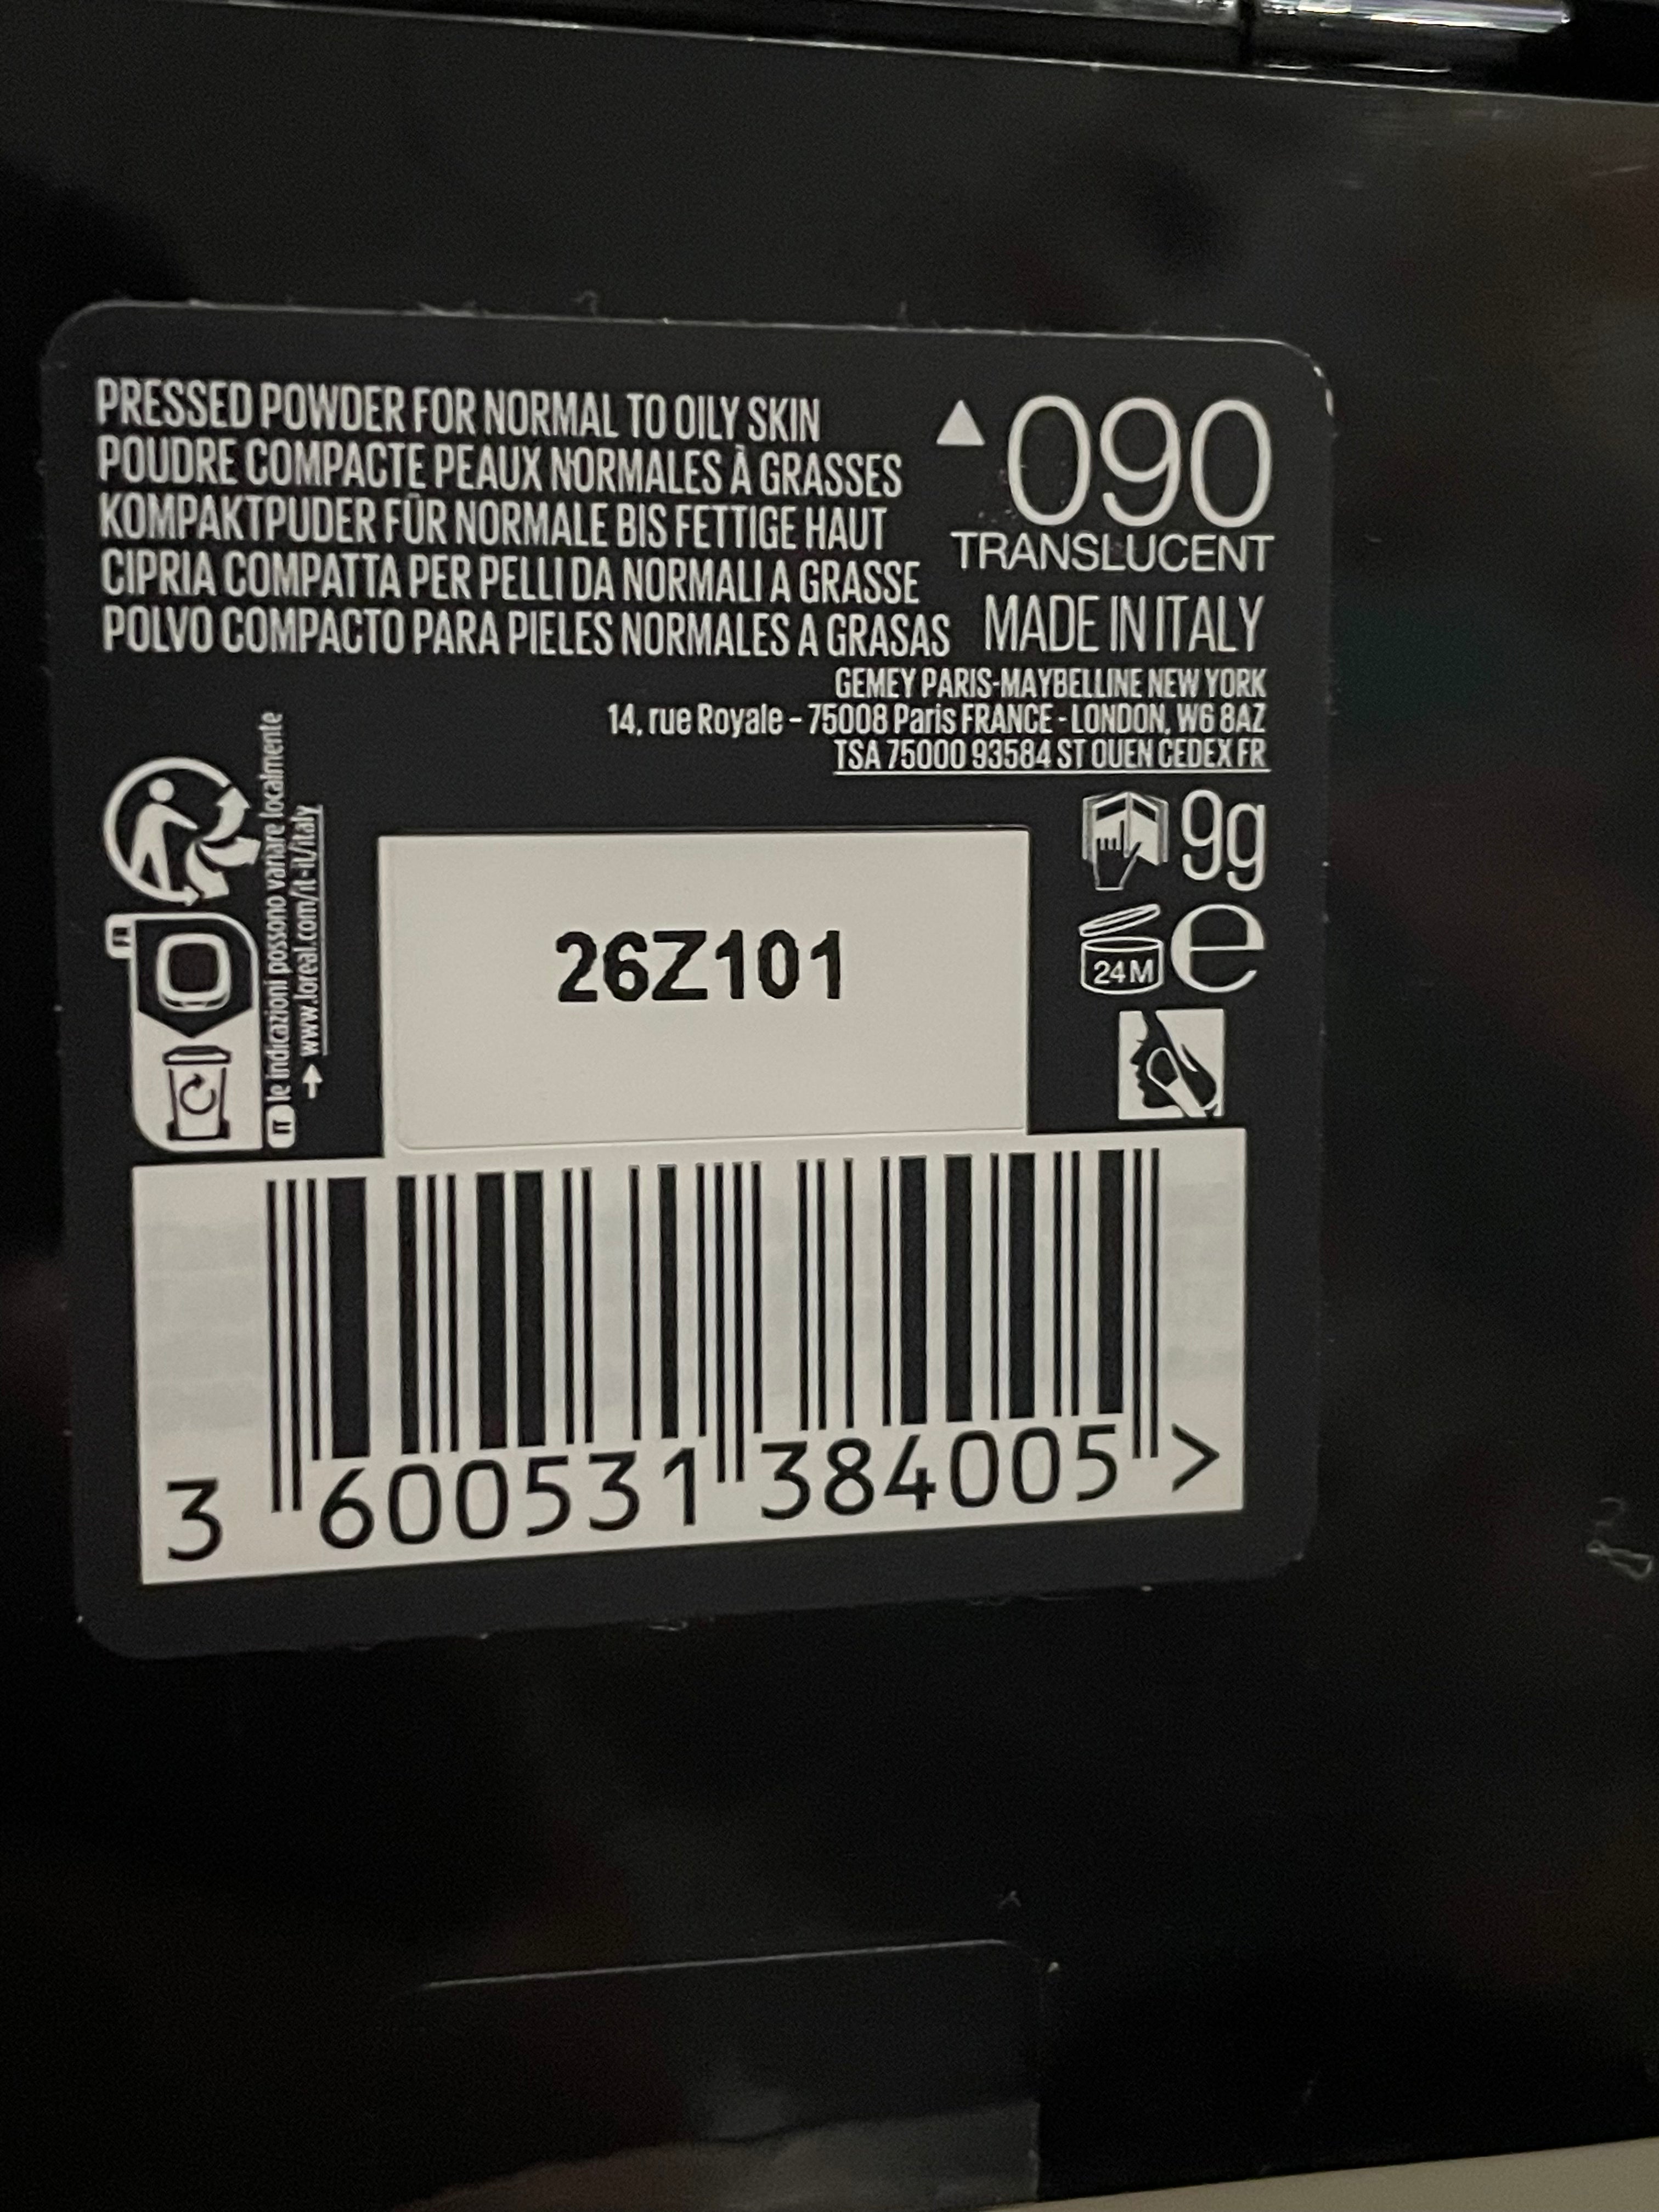 PRESSED POWDER FOR NORMAL TO OILY SKIN
POUDRE COMPACTE PEAUX NORMALES À GRASSES
KOMPAKTPUDER FÜR NORMALE BIS FETTIGE HAUT
CIPRIA COMPATTA PER PELLI DA NORMALI A GRASSE
POLVO COMPACTO PARA PIELES NORMALES A GRASAS
090
TRANSLUCENT
MADE IN ITALY
GEMEY PARIS-MAYBELLINE NEW YORK
14, rue Royale - 75008 Paris FRANCE - LONDON, W6 8AZ
TSA 75000 93584 ST OUEN CEDEX FR
IT le indicazioni possono variare localmente
→ www.loreal.com/it-it/italy
9g
24M
e
26Z101
3 600531 384005 >